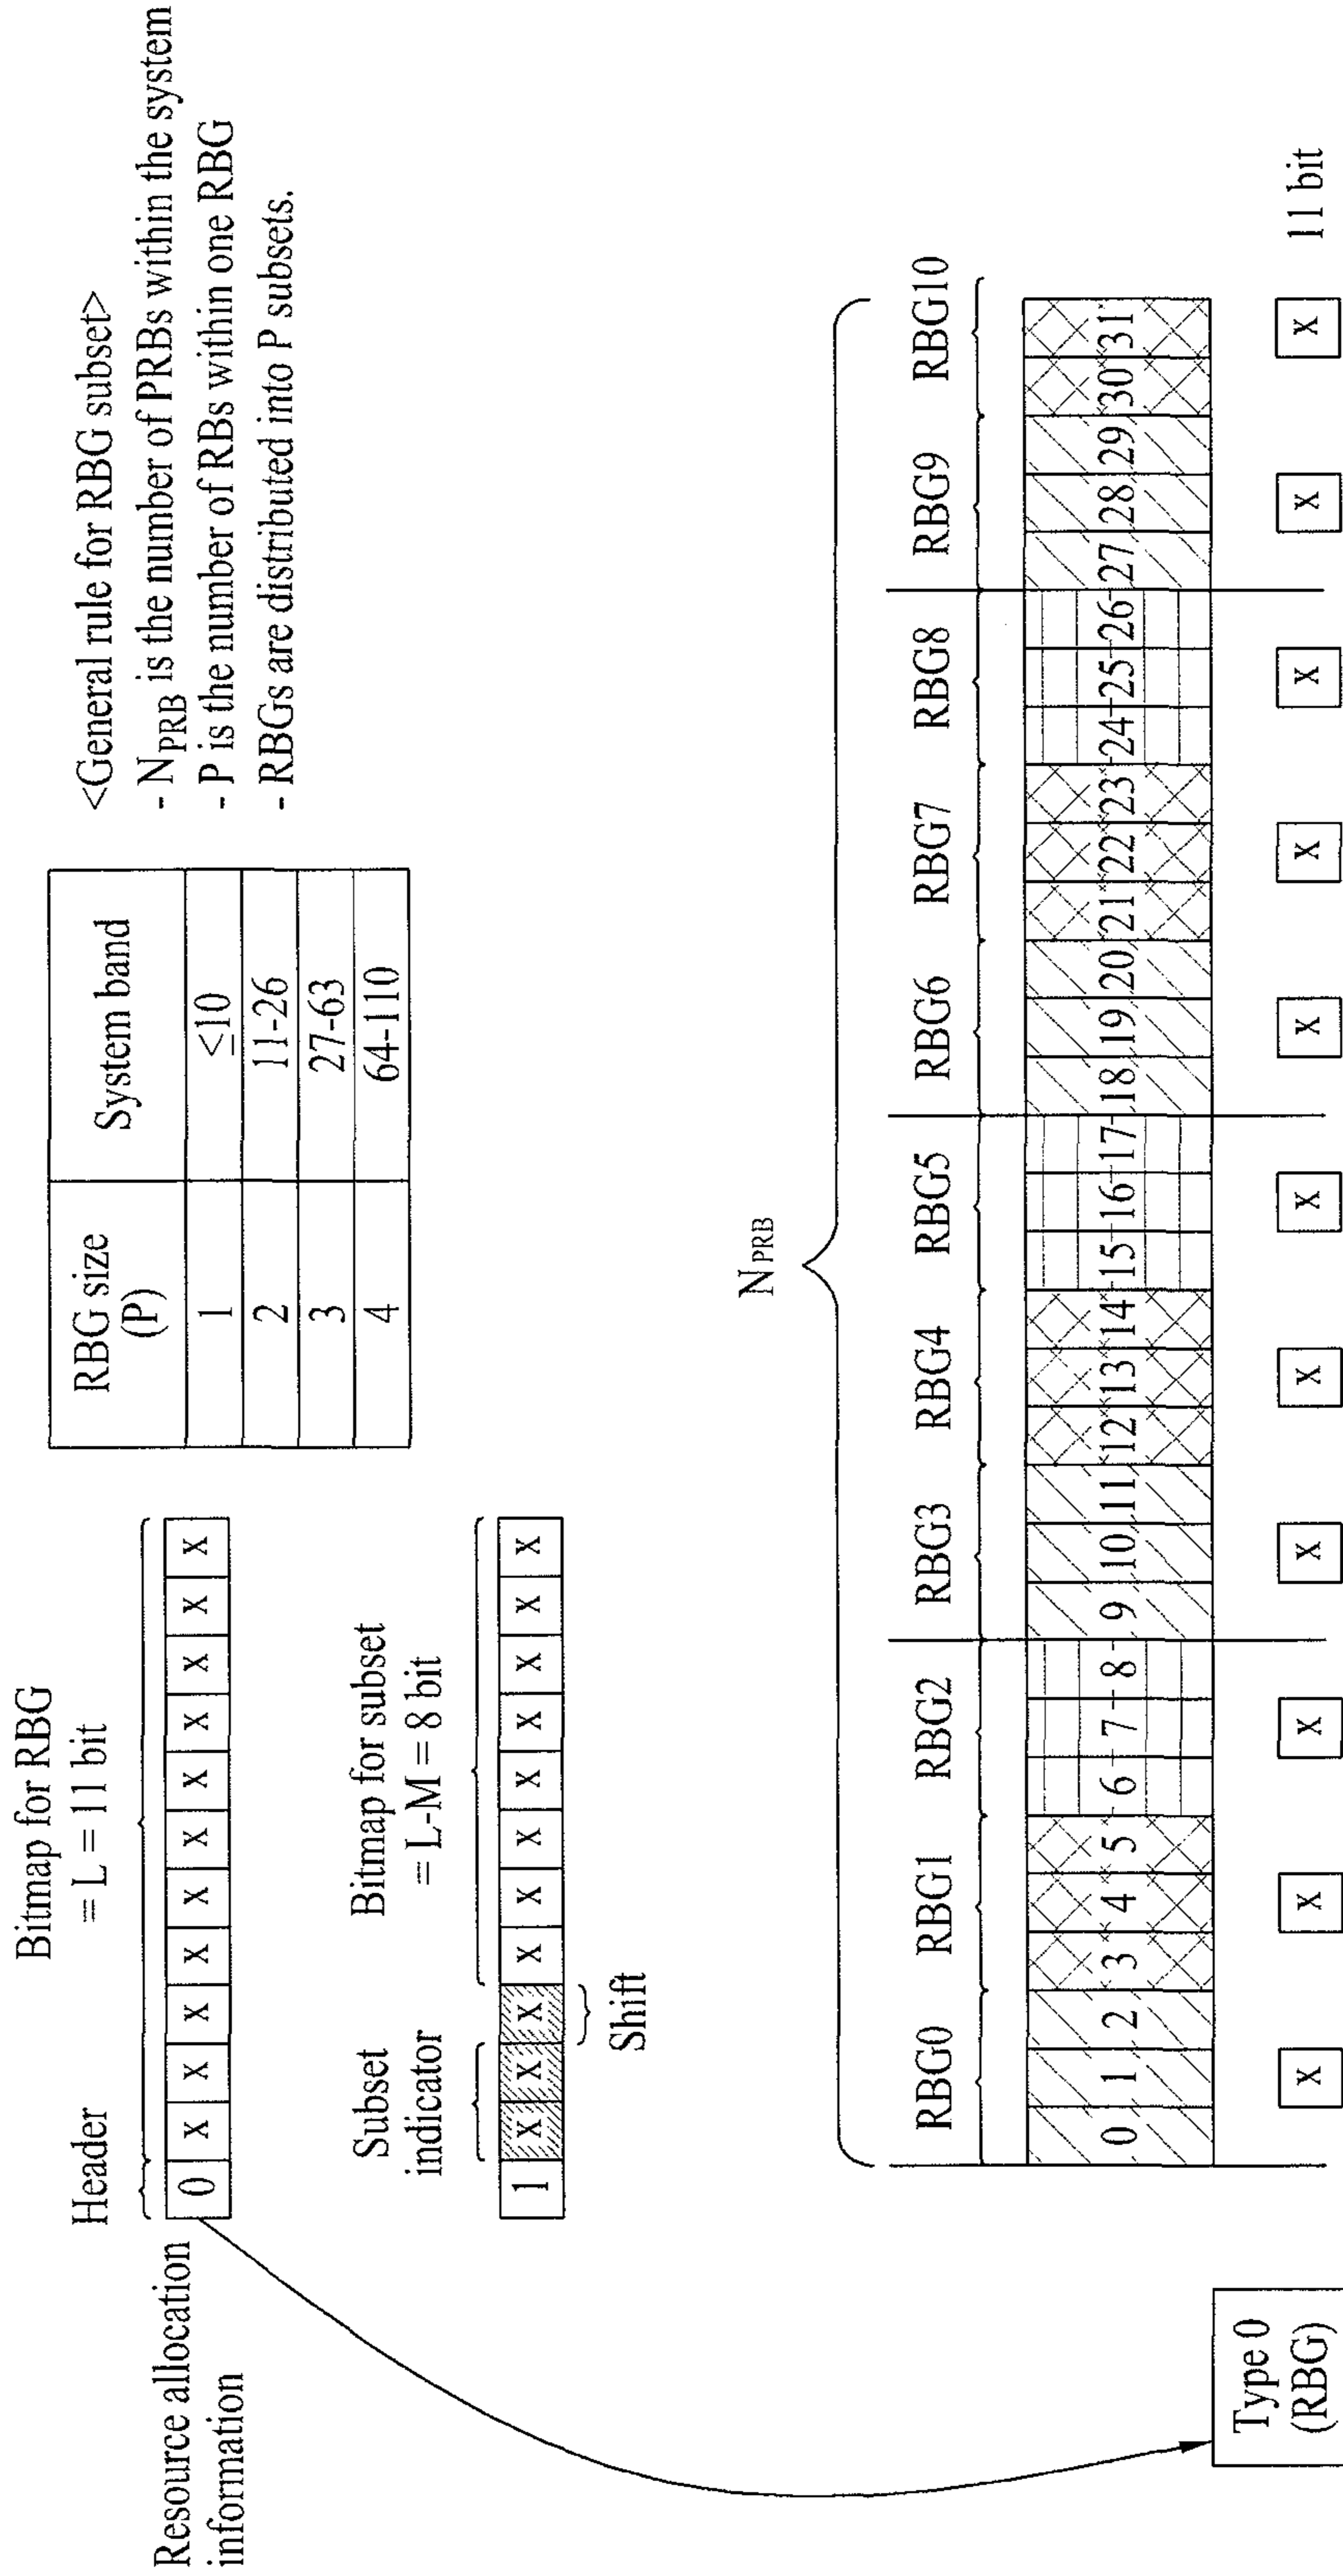 Resource allocation
information
Header
Bitmap for RBG
= L = 11 bit
0 X X X X X X X X X X X
Subset
indicator
Bitmap for subset
= L-M = 8 bit
1 X X X X X X X X X X X
Shift
RBG size
(P)
System band
1 ≤10
2 11-26
3 27-63
4 64-110
<General rule for RBG subset>
- NPRB is the number of PRBs within the system
- P is the number of RBs within one RBG
- RBGs are distributed into P subsets.
NPRB
RBG0 RBG1 RBG2 RBG3 RBG4 RBG5 RBG6 RBG7 RBG8 RBG9 RBG10
0 1 2 3 4 5 6 7 8 9 10 11 12 13 14 15 16 17 18 19 20 21 22 23 24 25 26 27 28 29 30 31
Type 0
(RBG)
X X X X X X X X X X X 11 bit